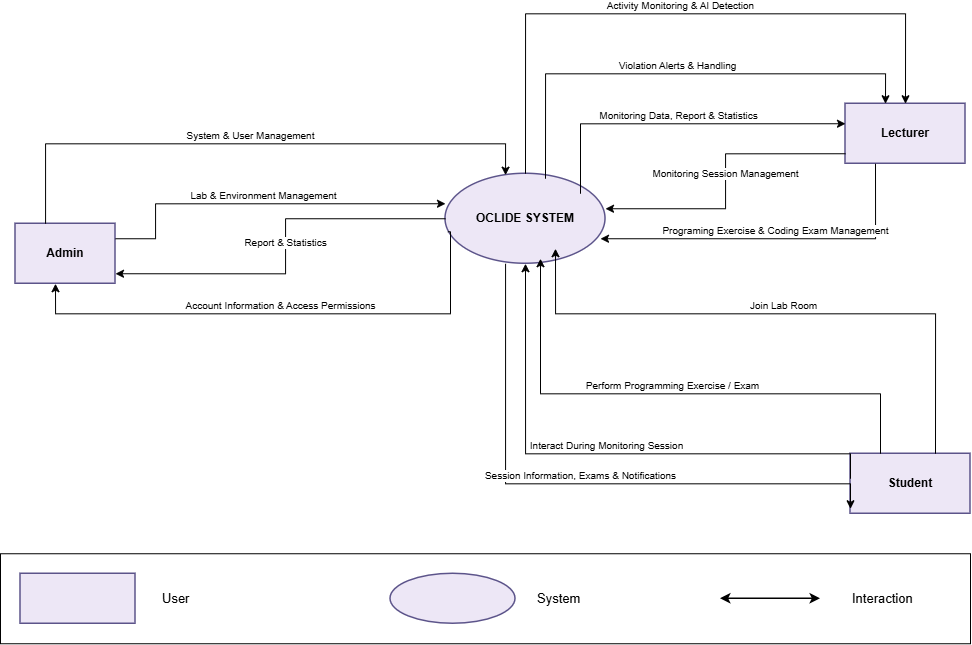 Activity Monitoring & AI Detection
Violation Alerts & Handling
Monitoring Data, Report & Statistics
Lecturer
System & User Management
Monitoring Session Management
Lab & Environment Management
OCLIDE SYSTEM
Programing Exercise & Coding Exam Management
Report & Statistics
Admin
Account Information & Access Permissions
Join Lab Room
Perform Programming Exercise / Exam
Interact During Monitoring Session
Session Information, Exams & Notifications
Student
User
System
Interaction